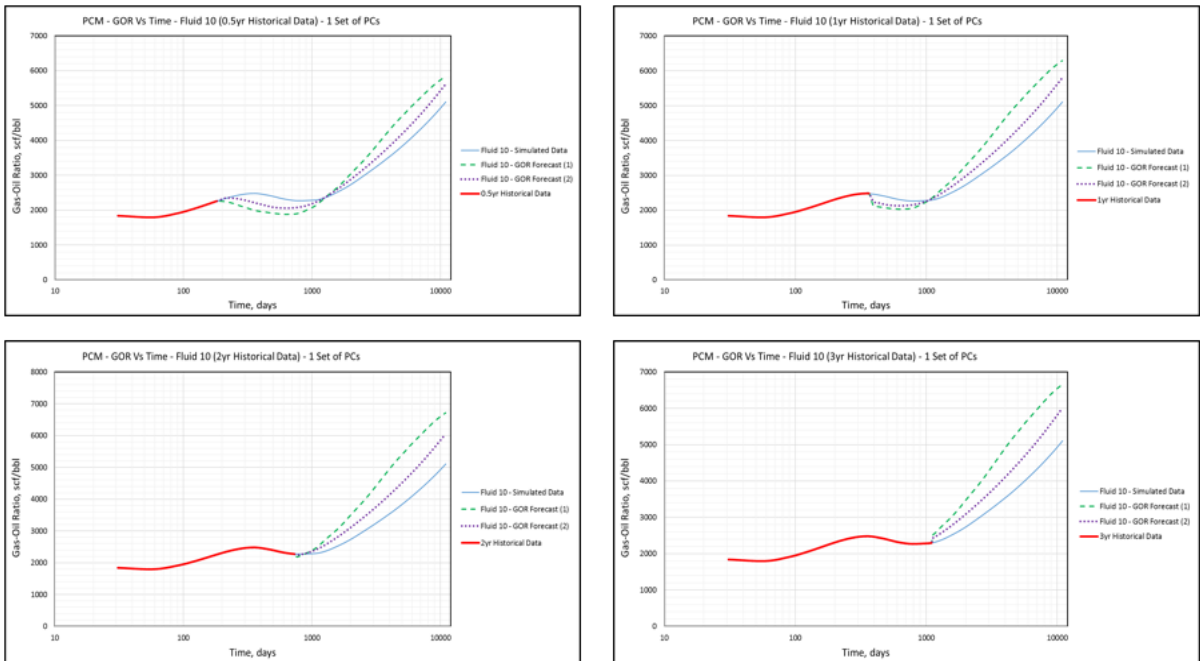 PCM - GOR Vs Time - Fluid 10 (0.5yr Historical Data) - 1 Set of PCs
7000
6000
5000
4000
3000
2000
1000
0
Gas-Oil Ratio, scf/bbl
10
100
1000
10000
Time, days
Fluid 10 - Simulated Data
Fluid 10 - GOR Forecast (1)
Fluid 10 - GOR Forecast (2)
0.5yr Historical Data
PCM - GOR Vs Time - Fluid 10 (1yr Historical Data) - 1 Set of PCs
7000
6000
5000
4000
3000
2000
1000
0
Gas-Oil Ratio, scf/bbl
10
100
1000
10000
Time, days
Fluid 10 - Simulated Data
Fluid 10 - GOR Forecast (1)
Fluid 10 - GOR Forecast (2)
1yr Historical Data
PCM - GOR Vs Time - Fluid 10 (2yr Historical Data) - 1 Set of PCs
8000
7000
6000
5000
4000
3000
2000
1000
0
Gas-Oil Ratio, scf/bbl
10
100
1000
10000
Time, days
Fluid 10 - Simulated Data
Fluid 10 - GOR Forecast (1)
Fluid 10 - GOR Forecast (2)
2yr Historical Data
PCM - GOR Vs Time - Fluid 10 (3yr Historical Data) - 1 Set of PCs
7000
6000
5000
4000
3000
2000
1000
0
Gas-Oil Ratio, scf/bbl
10
100
1000
10000
Time, days
Fluid 10 - Simulated Data
Fluid 10 - GOR Forecast (1)
Fluid 10 - GOR Forecast (2)
3yr Historical Data